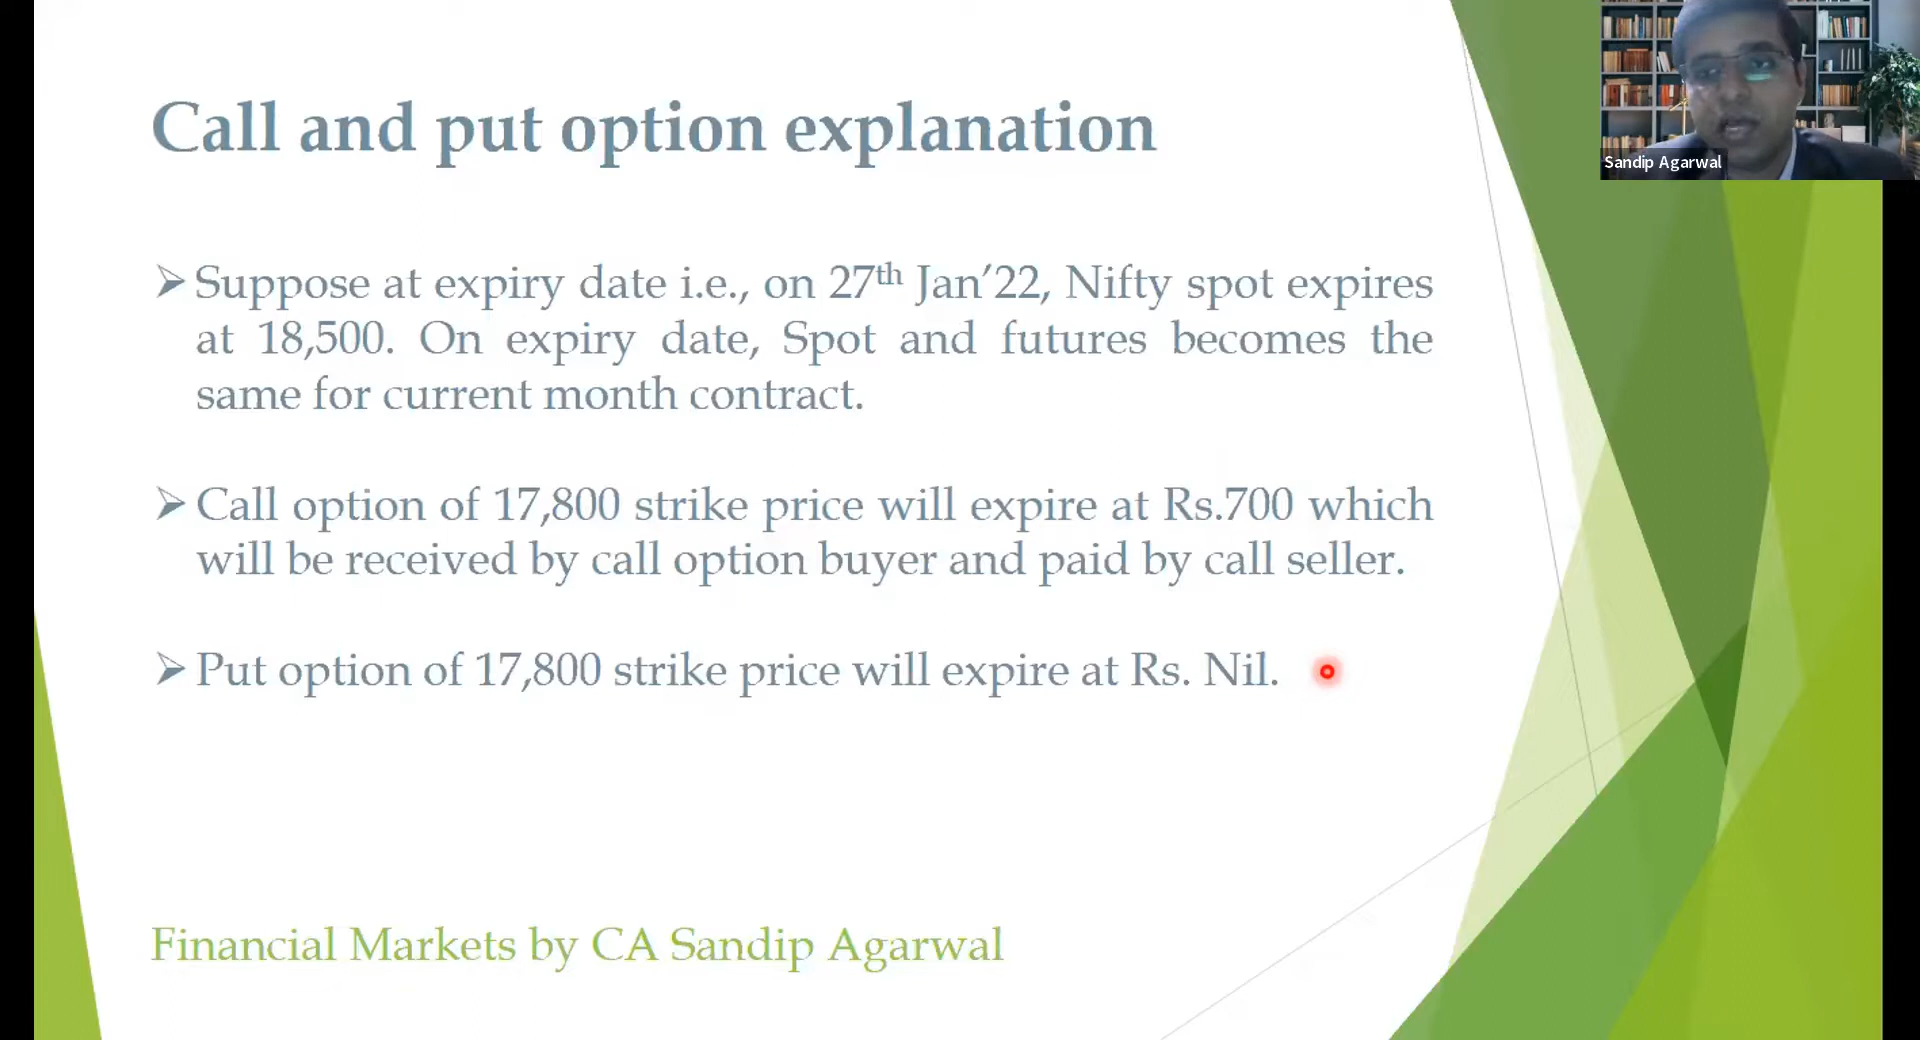 Call and put option explanation
Sandip Agarwal
➢ Suppose at expiry date i.e., on 27th Jan’22, Nifty spot expires
at 18,500. On expiry date, Spot and futures becomes the
same for current month contract.
➢ Call option of 17,800 strike price will expire at Rs.700 which
will be received by call option buyer and paid by call seller.
➢ Put option of 17,800 strike price will expire at Rs. Nil.
Financial Markets by CA Sandip Agarwal